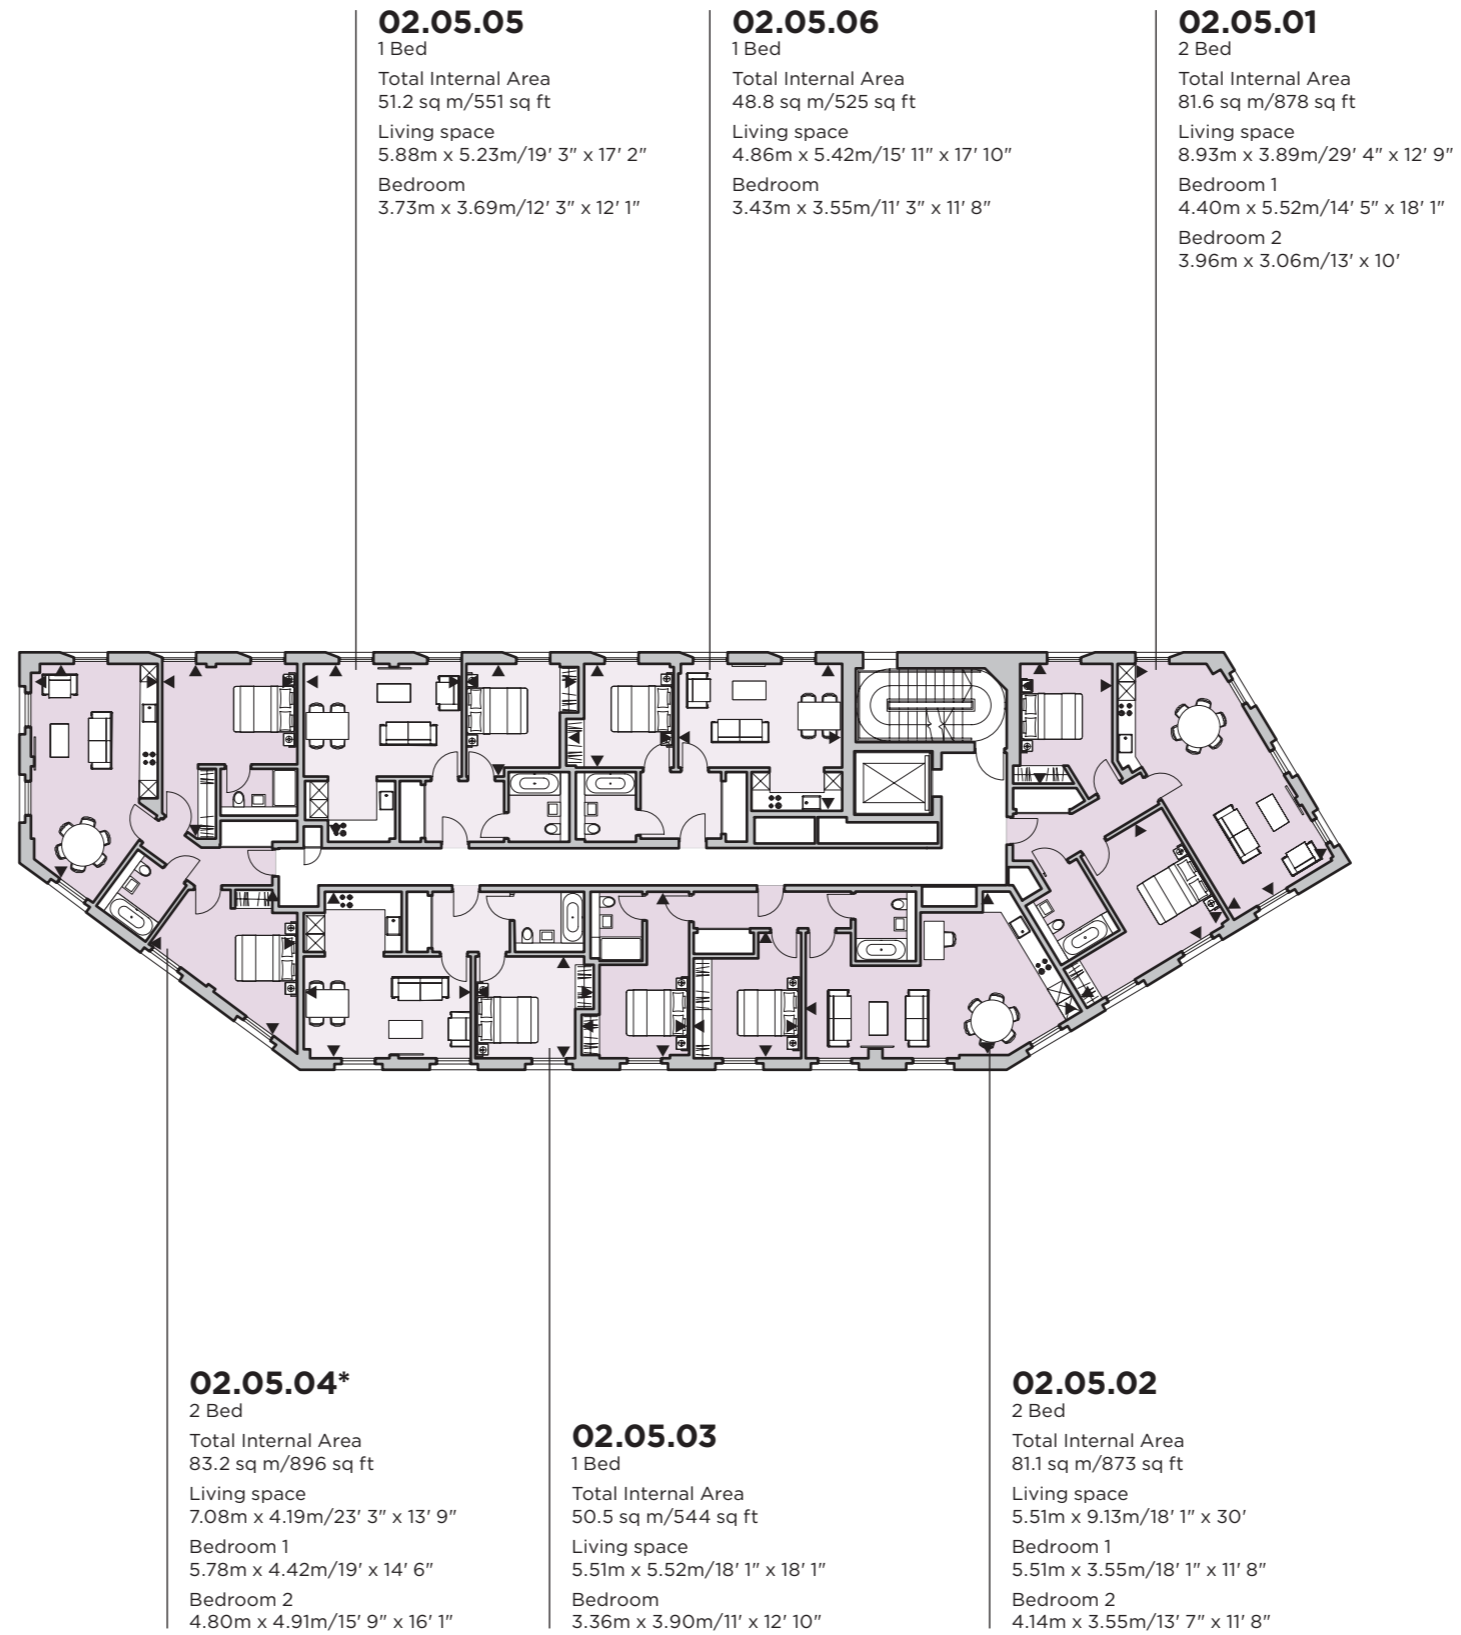 02.05.05
1 Bed
Total Internal Area
51.2 sq m/551 sq ft
Living space
5.88m x 5.23m/19' 3" x 17' 2"
Bedroom
3.73m x 3.69m/12' 3" x 12' 1"
02.05.06
1 Bed
Total Internal Area
48.8 sq m/525 sq ft
Living space
4.86m x 5.42m/15' 11" x 17' 10"
Bedroom
3.43m x 3.55m/11' 3" x 11' 8"
02.05.01
2 Bed
Total Internal Area
81.6 sq m/878 sq ft
Living space
8.93m x 3.89m/29' 4" x 12' 9"
Bedroom 1
4.40m x 5.52m/14' 5" x 18' 1"
Bedroom 2
3.96m x 3.06m/13' x 10'
02.05.04*
2 Bed
Total Internal Area
83.2 sq m/896 sq ft
Living space
7.08m x 4.19m/23' 3" x 13' 9"
Bedroom 1
5.78m x 4.42m/19' x 14' 6"
Bedroom 2
4.80m x 4.91m/15' 9" x 16' 1"
02.05.03
1 Bed
Total Internal Area
50.5 sq m/544 sq ft
Living space
5.51m x 5.52m/18' 1" x 18' 1"
Bedroom
3.36m x 3.90m/11' x 12' 10"
02.05.02
2 Bed
Total Internal Area
81.1 sq m/873 sq ft
Living space
5.51m x 9.13m/18' 1" x 30'
Bedroom 1
5.51m x 3.55m/18' 1" x 11' 8"
Bedroom 2
4.14m x 3.55m/13' 7" x 11' 8"